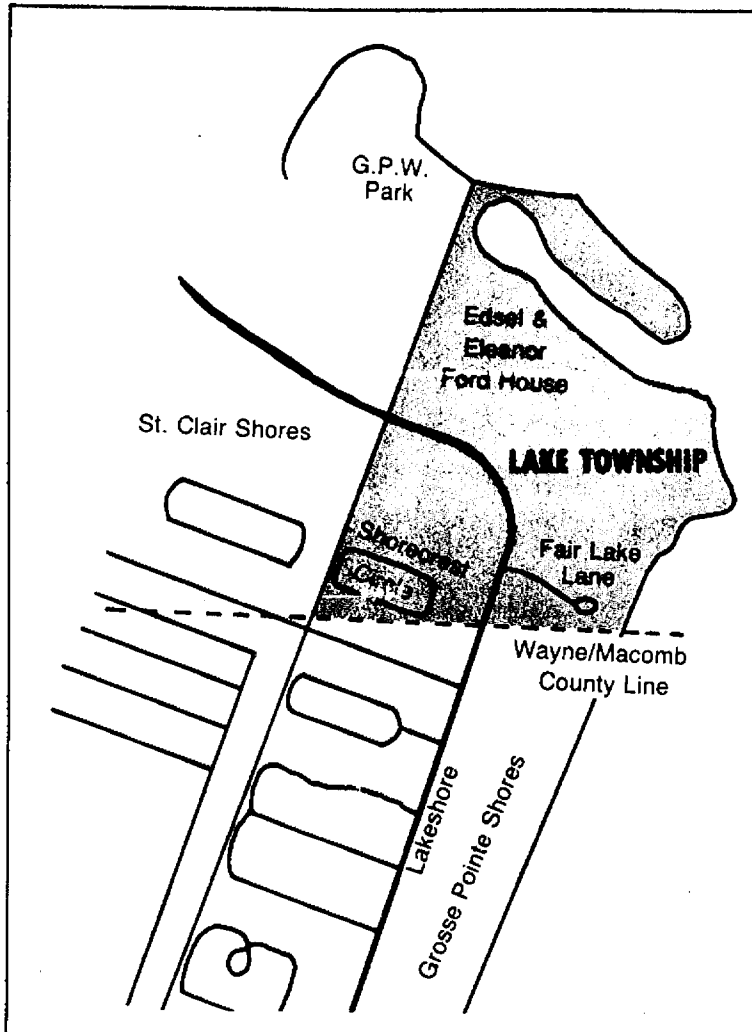 G.P.W.
Park
Edsel &
Eleanor
Ford House
St. Clair Shores
LAKE TOWNSHIP
Shorecrest
Fair Lake
Lane
Wayne/Macomb
County Line
Lakeshore
Grosse Pointe Shores